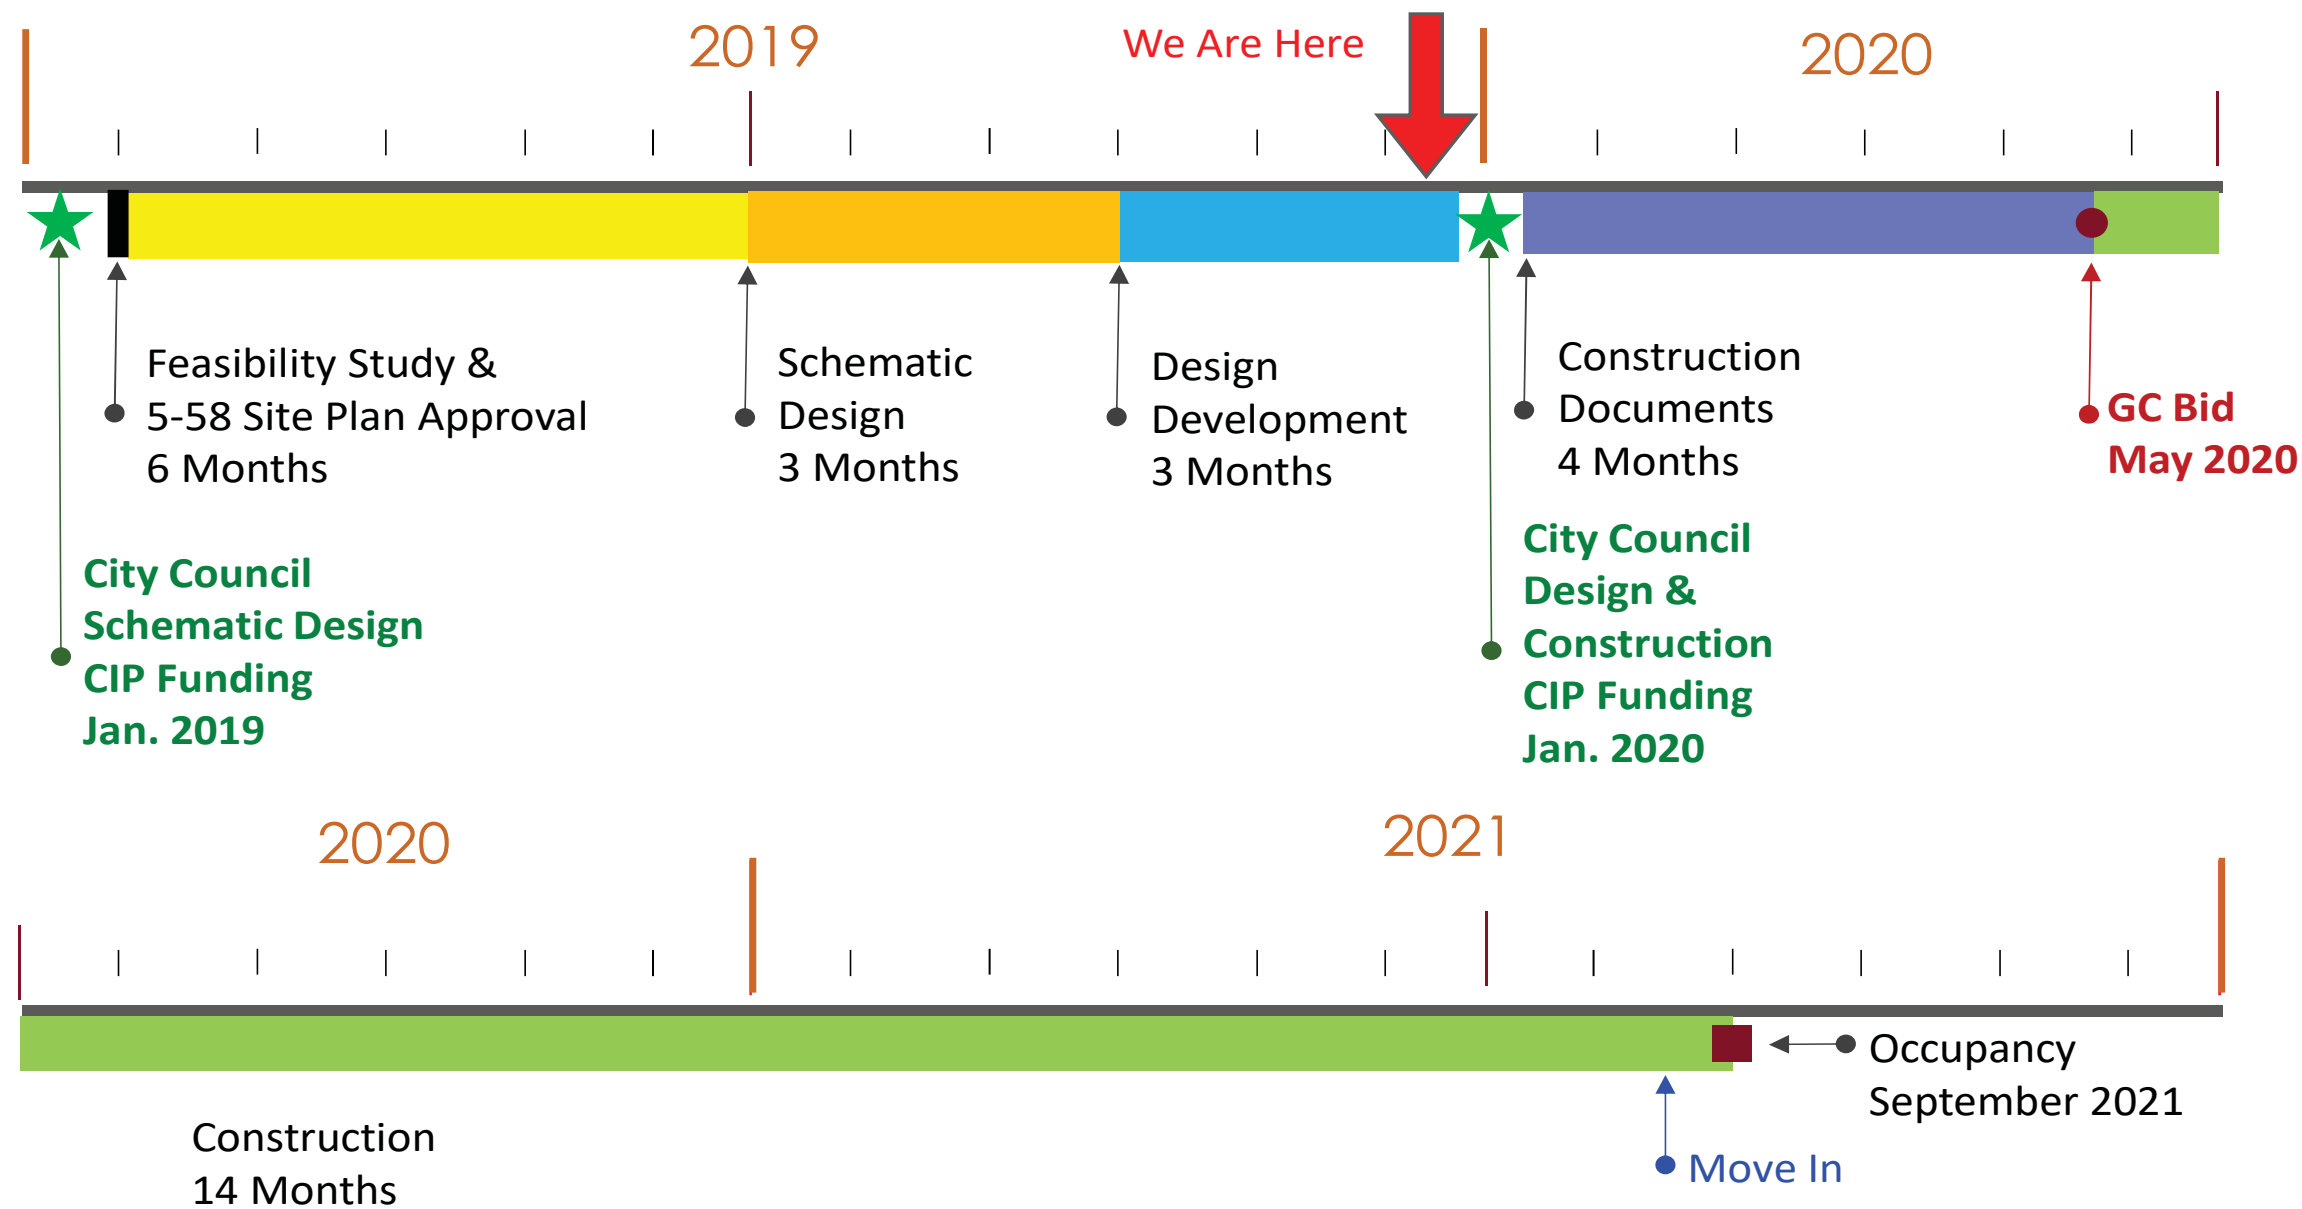 2019
We Are Here
2020
Feasibility Study &
5-58 Site Plan Approval
6 Months
Schematic
Design
3 Months
Design
Development
3 Months
Construction
Documents
4 Months
GC Bid
May 2020
City Council
Schematic Design
CIP Funding
Jan. 2019
City Council
Design &
Construction
CIP Funding
Jan. 2020
2020
2021
Occupancy
September 2021
Construction
14 Months
Move In